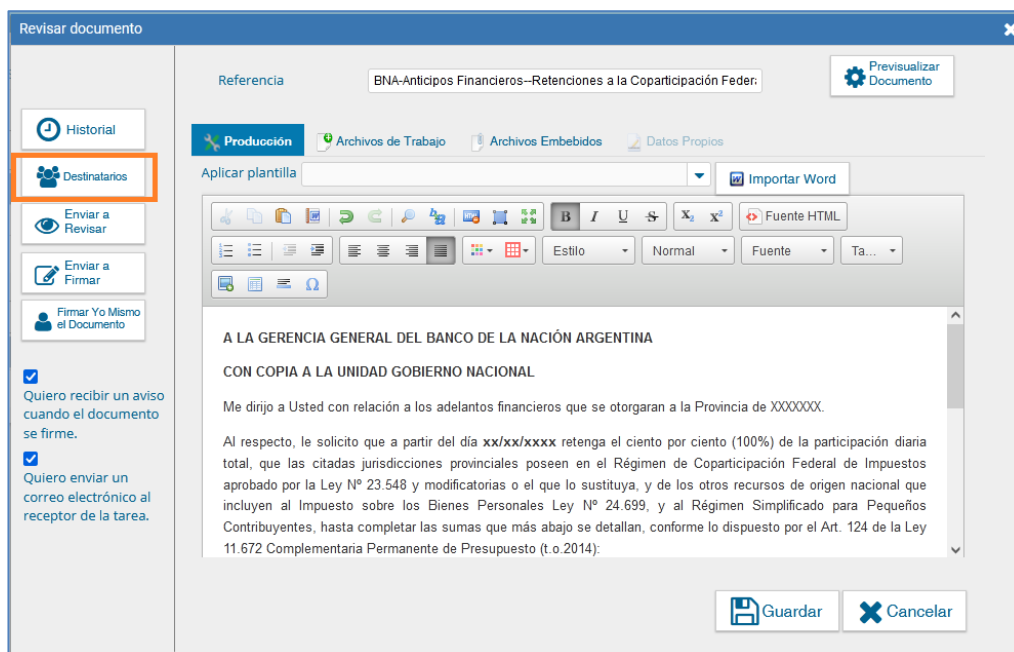 Revisar documento
Referencia
BNA-Anticipos Financieros--Retenciones a la Coparticipación Feder
Previsualizar
Documento
Historial
Destinatarios
Enviar a
Revisar
Enviar a
Firmar
Firmar Yo Mismo
el Documento
Quiero recibir un aviso
cuando el documento
se firme.
Quiero enviar un
correo electrónico al
receptor de la tarea.
Producción
Archivos de Trabajo
Archivos Embebidos
Datos Propios
Aplicar plantilla
Importar Word
B I U S X₂ X²
Fuente HTML
Estilo
Normal
Fuente
Ta...
Ω
A LA GERENCIA GENERAL DEL BANCO DE LA NACIÓN ARGENTINA
CON COPIA A LA UNIDAD GOBIERNO NACIONAL
Me dirijo a Usted con relación a los adelantos financieros que se otorgaran a la Provincia de XXXXXXX.
Al respecto, le solicito que a partir del día xx/xx/xxxx retenga el ciento por ciento (100%) de la participación diaria
total, que las citadas jurisdicciones provinciales poseen en el Régimen de Coparticipación Federal de Impuestos
aprobado por la Ley Nº 23.548 y modificatorias o el que lo sustituya, y de los otros recursos de origen nacional que
incluyen al Impuesto sobre los Bienes Personales Ley Nº 24.699, y al Régimen Simplificado para Pequeños
Contribuyentes, hasta completar las sumas que más abajo se detallan, conforme lo dispuesto por el Art. 124 de la Ley
11.672 Complementaria Permanente de Presupuesto (t.o.2014):
Guardar
Cancelar